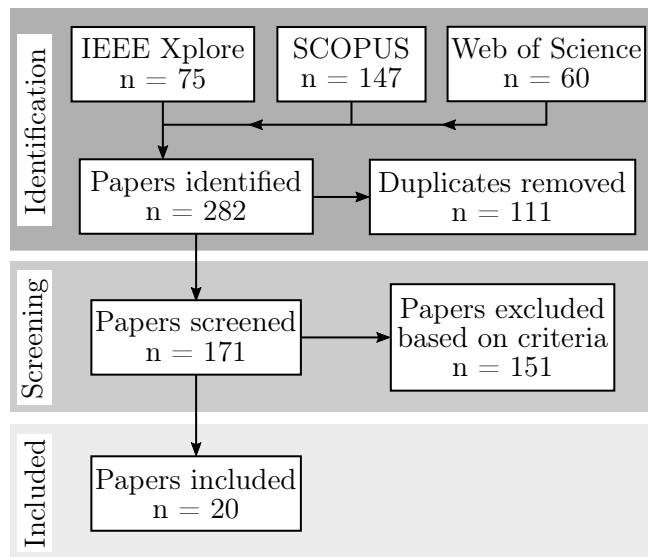 Identification
IEEE Xplore
n = 75
SCOPUS
n = 147
Web of Science
n = 60
Papers identified
n = 282
Duplicates removed
n = 111
Screening
Papers screened
n = 171
Papers excluded
based on criteria
n = 151
Included
Papers included
n = 20